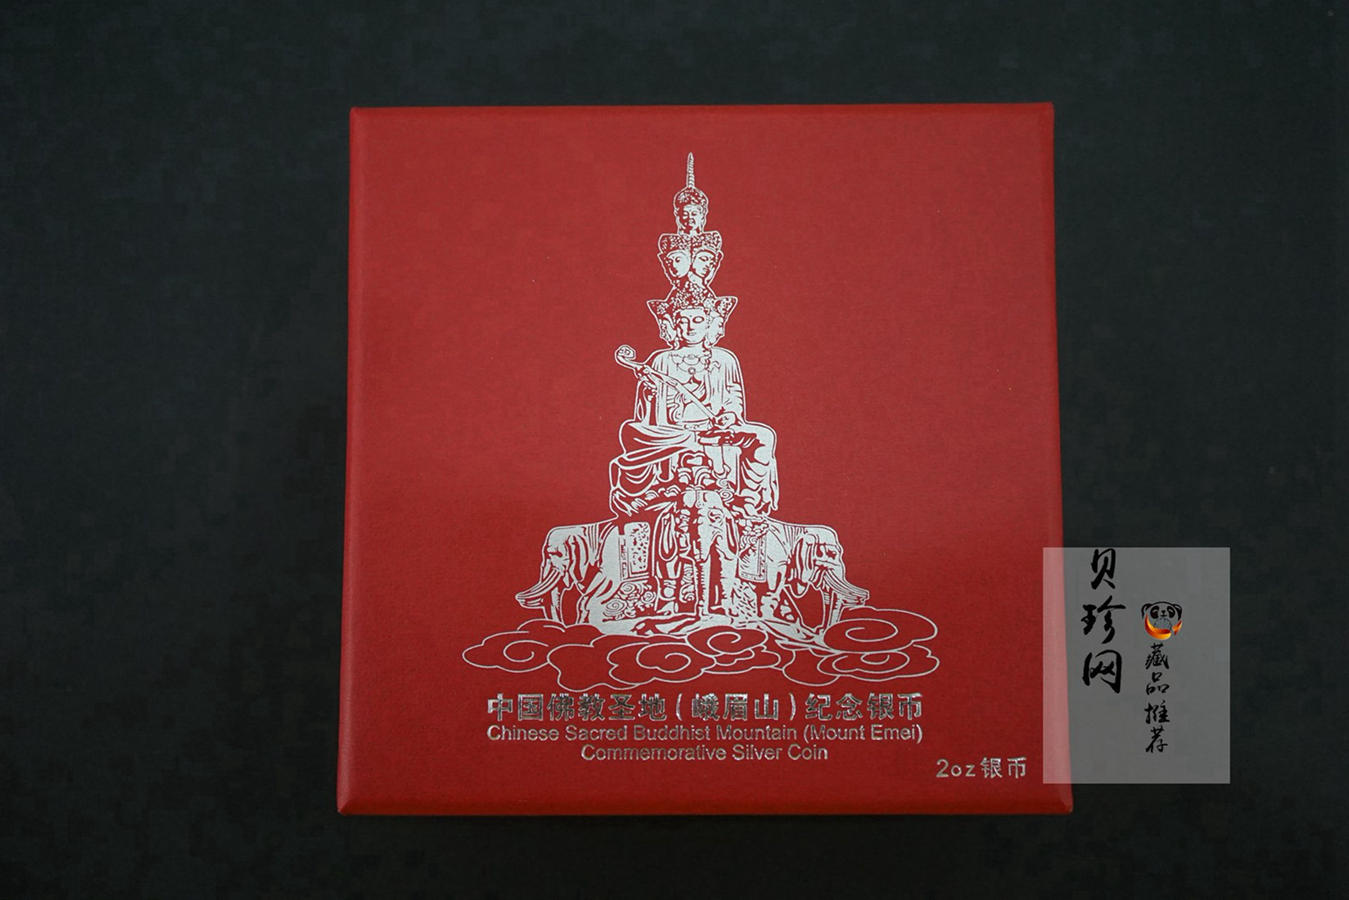 中国佛教圣地(峨眉山)纪念银币
Chinese Sacred Buddhist Mountain (Mount Emei)
Commemorative Silver Coin
2oz银币
贝珍网
藏品推荐